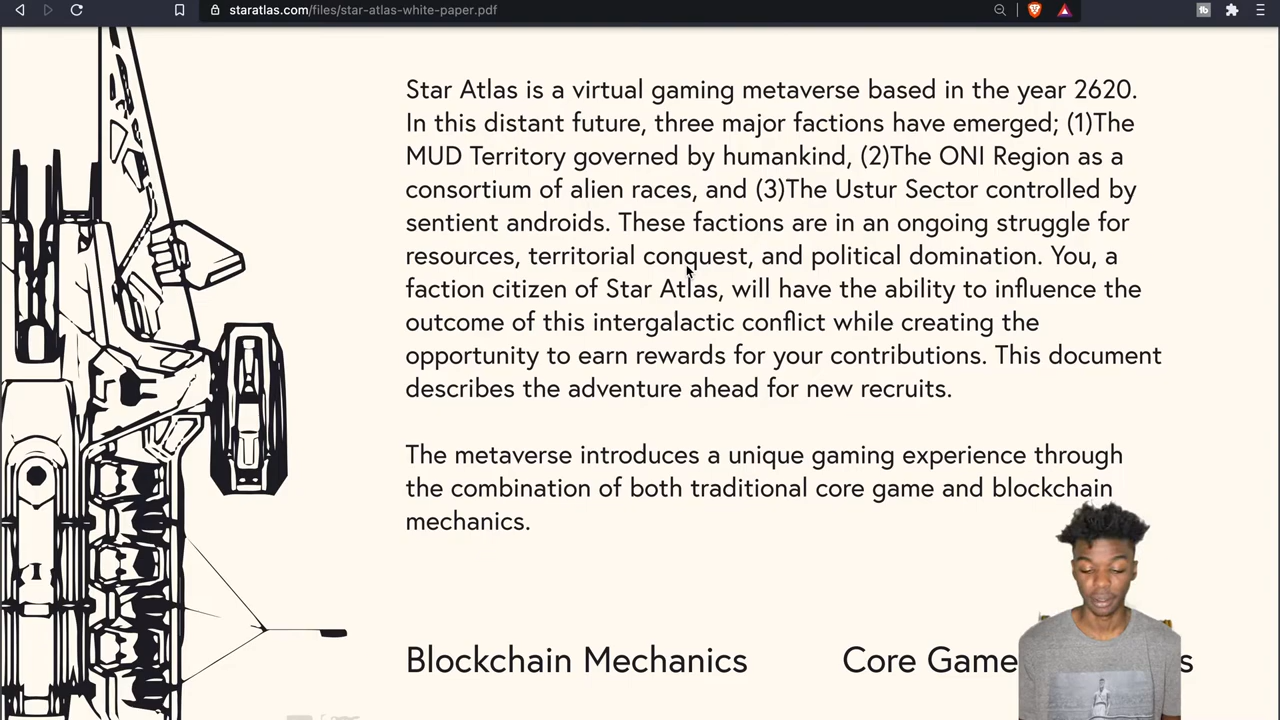 staratlas.com/files/star-atlas-white-paper.pdf
Star Atlas is a virtual gaming metaverse based in the year 2620.
In this distant future, three major factions have emerged; (1)The
MUD Territory governed by humankind, (2)The ONI Region as a
consortium of alien races, and (3)The Ustur Sector controlled by
sentient androids. These factions are in an ongoing struggle for
resources, territorial conquest, and political domination. You, a
faction citizen of Star Atlas, will have the ability to influence the
outcome of this intergalactic conflict while creating the
opportunity to earn rewards for your contributions. This document
describes the adventure ahead for new recruits.
The metaverse introduces a unique gaming experience through
the combination of both traditional core game and blockchain
mechanics.
Blockchain Mechanics
Core Game